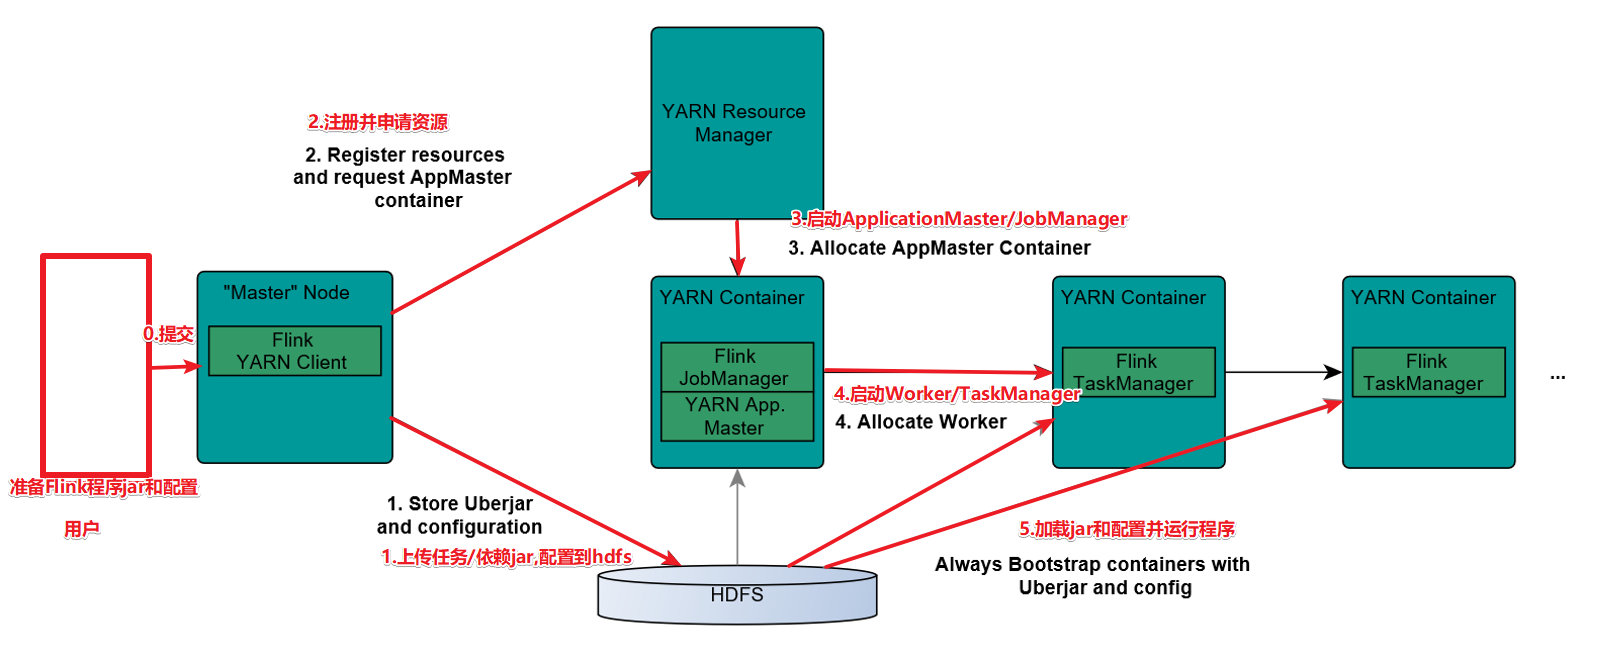 YARN Resource
Manager
2.注册并申请资源
2. Register resources
and request AppMaster
container
3.启动ApplicationMaster/JobManager
3. Allocate AppMaster Container
"Master" Node
Flink
YARN Client
0.提交
准备Flink程序jar和配置
用户
YARN Container
Flink
JobManager
YARN App.
Master
4.启动Worker/TaskManager
4. Allocate Worker
YARN Container
Flink
TaskManager
YARN Container
Flink
TaskManager
...
1. Store Uberjar
and configuration
1.上传任务/依赖jar,配置到hdfs
HDFS
5.加载jar和配置并运行程序
Always Bootstrap containers with
Uberjar and config